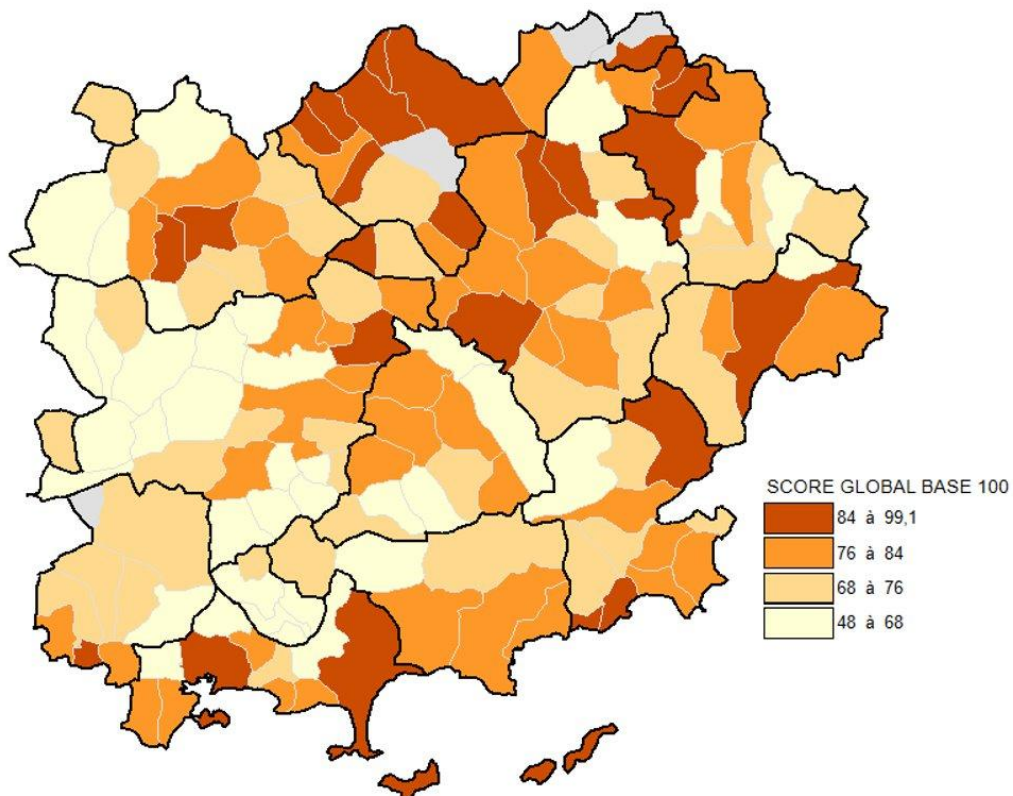 SCORE GLOBAL BASE 100
84 à 99,1
76 à 84
68 à 76
48 à 68